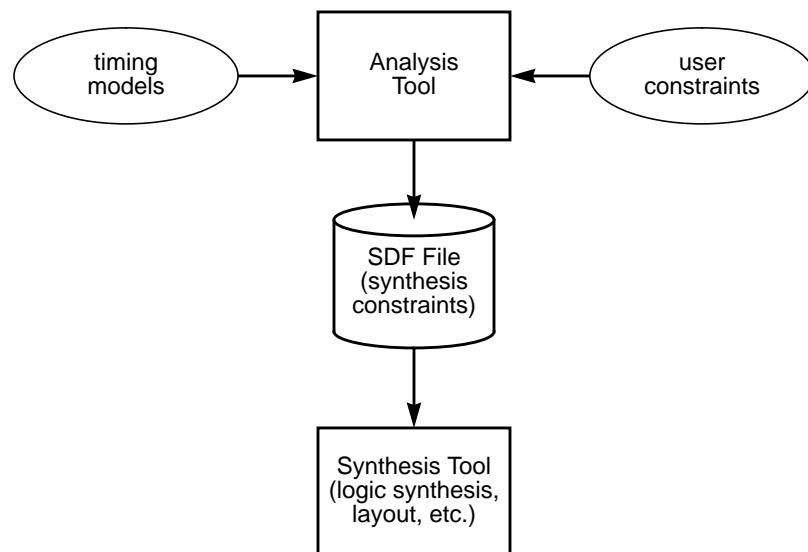 timing
models
Analysis
Tool
user
constraints
SDF File
(synthesis
constraints)
Synthesis Tool
(logic synthesis,
layout, etc.)